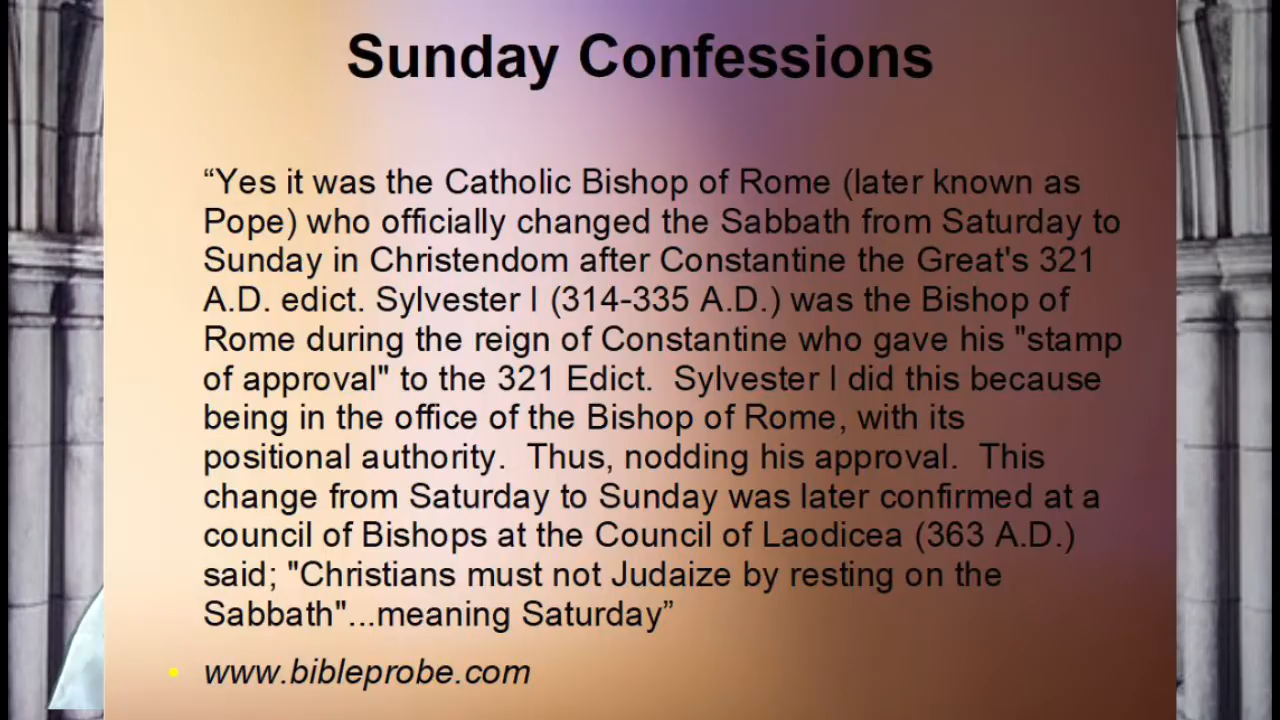 Sunday Confessions
“Yes it was the Catholic Bishop of Rome (later known as
Pope) who officially changed the Sabbath from Saturday to
Sunday in Christendom after Constantine the Great's 321
A.D. edict. Sylvester I (314-335 A.D.) was the Bishop of
Rome during the reign of Constantine who gave his "stamp
of approval" to the 321 Edict.  Sylvester I did this because
being in the office of the Bishop of Rome, with its
positional authority.  Thus, nodding his approval.  This
change from Saturday to Sunday was later confirmed at a
council of Bishops at the Council of Laodicea (363 A.D.)
said; "Christians must not Judaize by resting on the
Sabbath"...meaning Saturday”
• www.bibleprobe.com